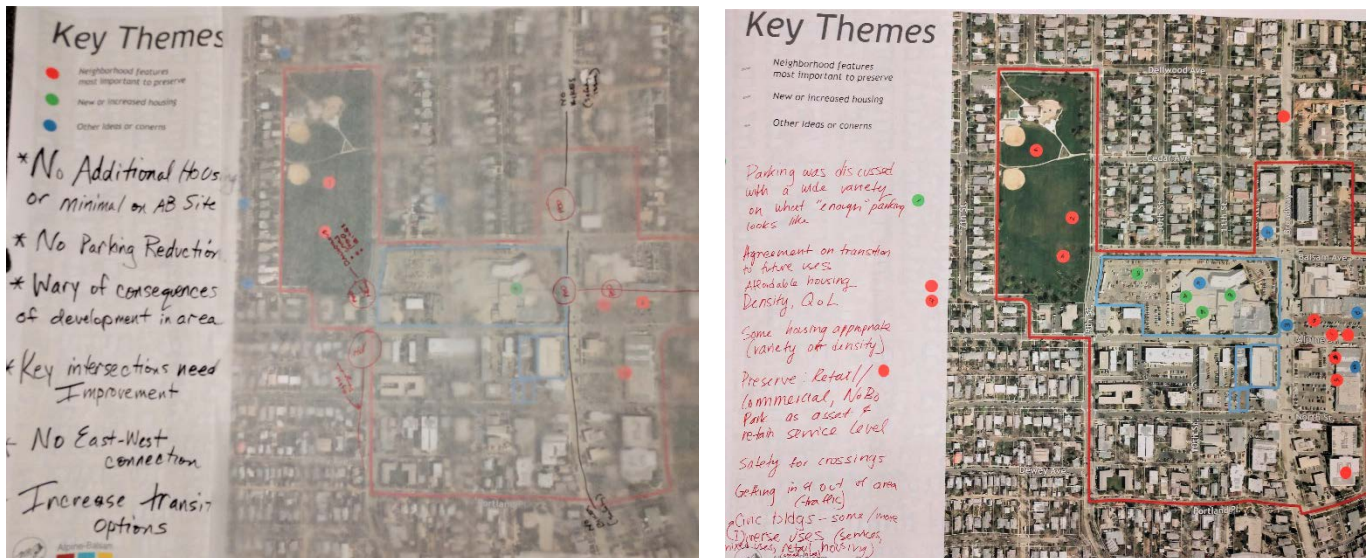 Key Themes
Neighborhood features
most important to preserve
New or increased housing
Other ideas or conerns
* No Additional Hous
or minimal on AB Site
* No Parking Reduction
* Wary of consequences
of development in area
* Key intersections need
Improvement
No East-West
connection
Increase transit
Options
Alpine-Balsam
Key Themes
Neighborhood features
most important to preserve
New or increased housing
Other ideas or conerns
Parking was discussed
with a wide variety
on what "enough" parking
looks like
Agreement on transition
to future uses
Affordable housing
Density, QoL
Some housing appropriate
(variety on density)
Preserve: Retail/
Commercial, NoBo
Park as asset &
retain service level
Safety for crossings
Getting in & out of area
(traffic)
Civic bldgs - some/more
Diverse uses (services,
retail, housing)
Dellwood Ave
Cedar Ave
Balsam Ave
North St
Dewey Ave
Portland Pl